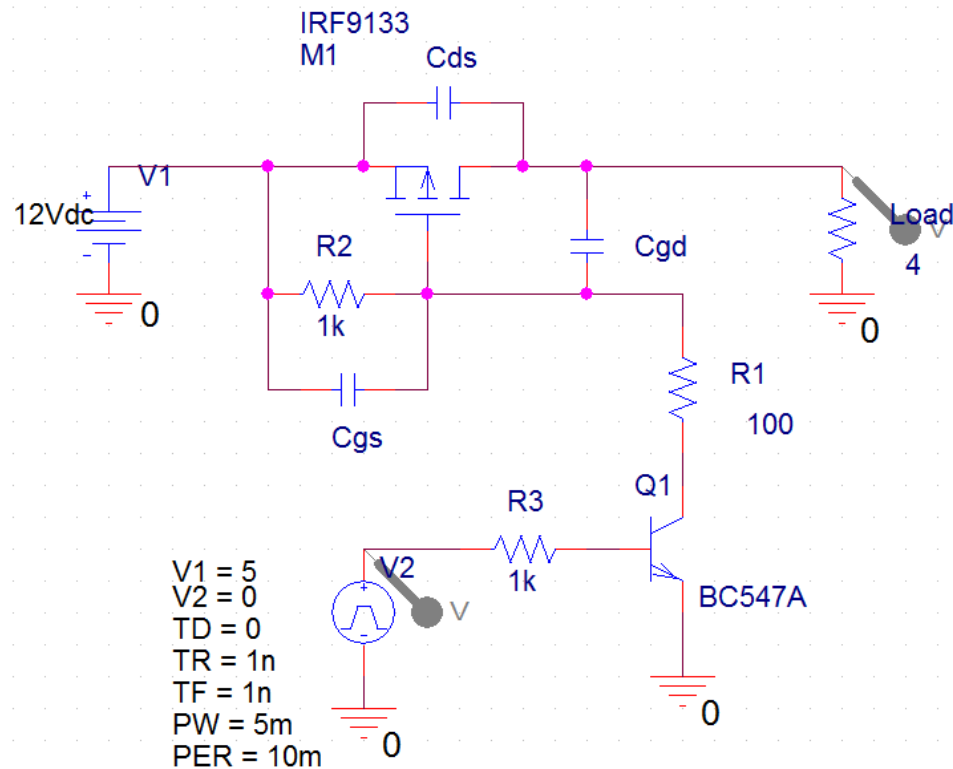 IRF9133
M1
Cds
V1
+
12Vdc
-
0
R2
1k
Cgd
Load
V
4
0
Cgs
R1
100
Q1
R3
1k
BC547A
0
V2
V
+
-
0
V1 = 5
V2 = 0
TD = 0
TR = 1n
TF = 1n
PW = 5m
PER = 10m